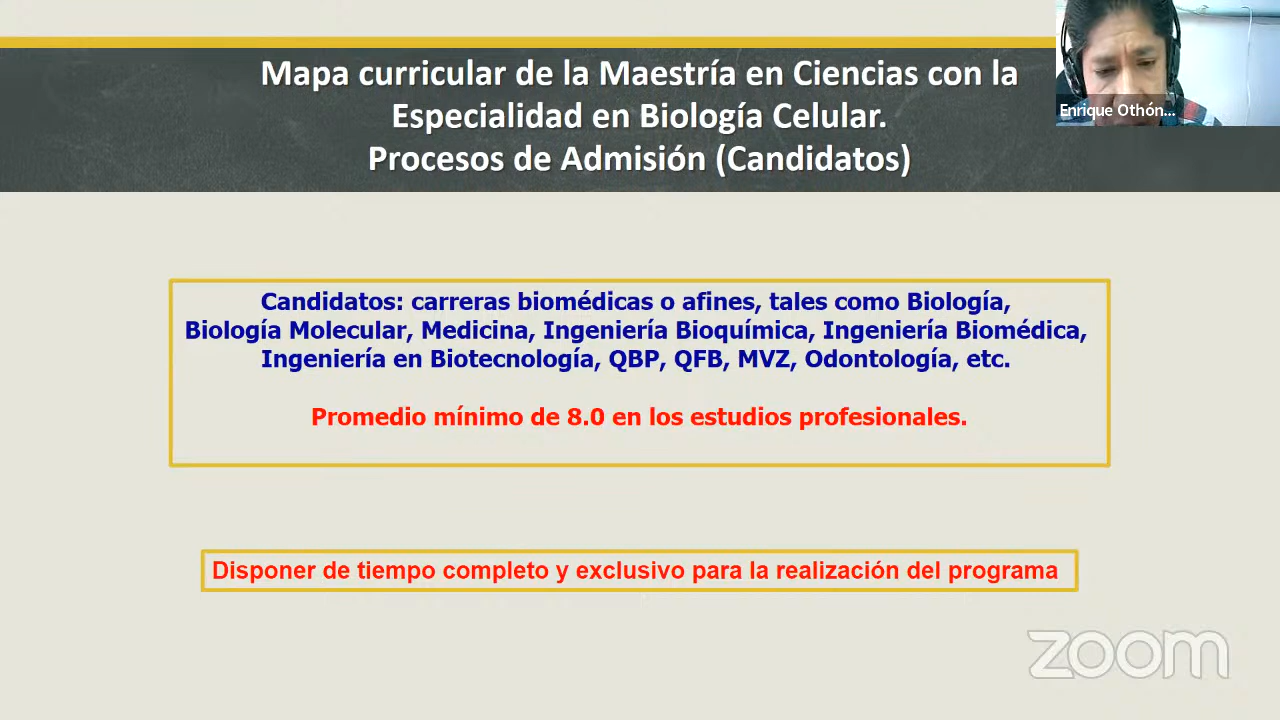 Mapa curricular de la Maestría en Ciencias con la
Especialidad en Biología Celular.
Procesos de Admisión (Candidatos)
Enrique Othón...
Candidatos: carreras biomédicas o afines, tales como Biología,
Biología Molecular, Medicina, Ingeniería Bioquímica, Ingeniería Biomédica,
Ingeniería en Biotecnología, QBP, QFB, MVZ, Odontología, etc.
Promedio mínimo de 8.0 en los estudios profesionales.
Disponer de tiempo completo y exclusivo para la realización del programa
zoom